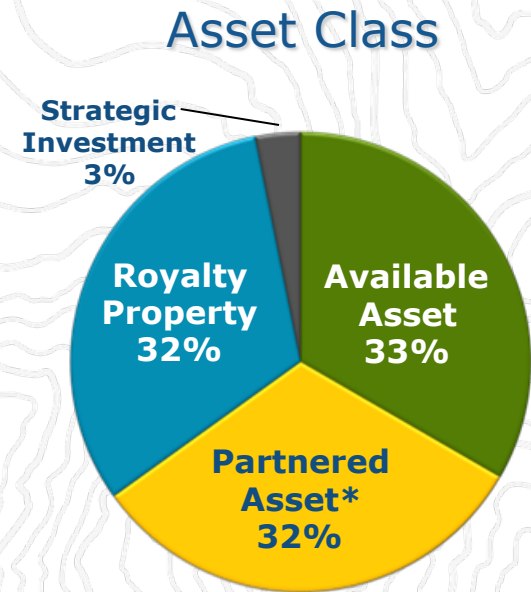 Asset Class
Strategic
Investment
3%
Royalty
Property
32%
Available
Asset
33%
Partnered
Asset*
32%